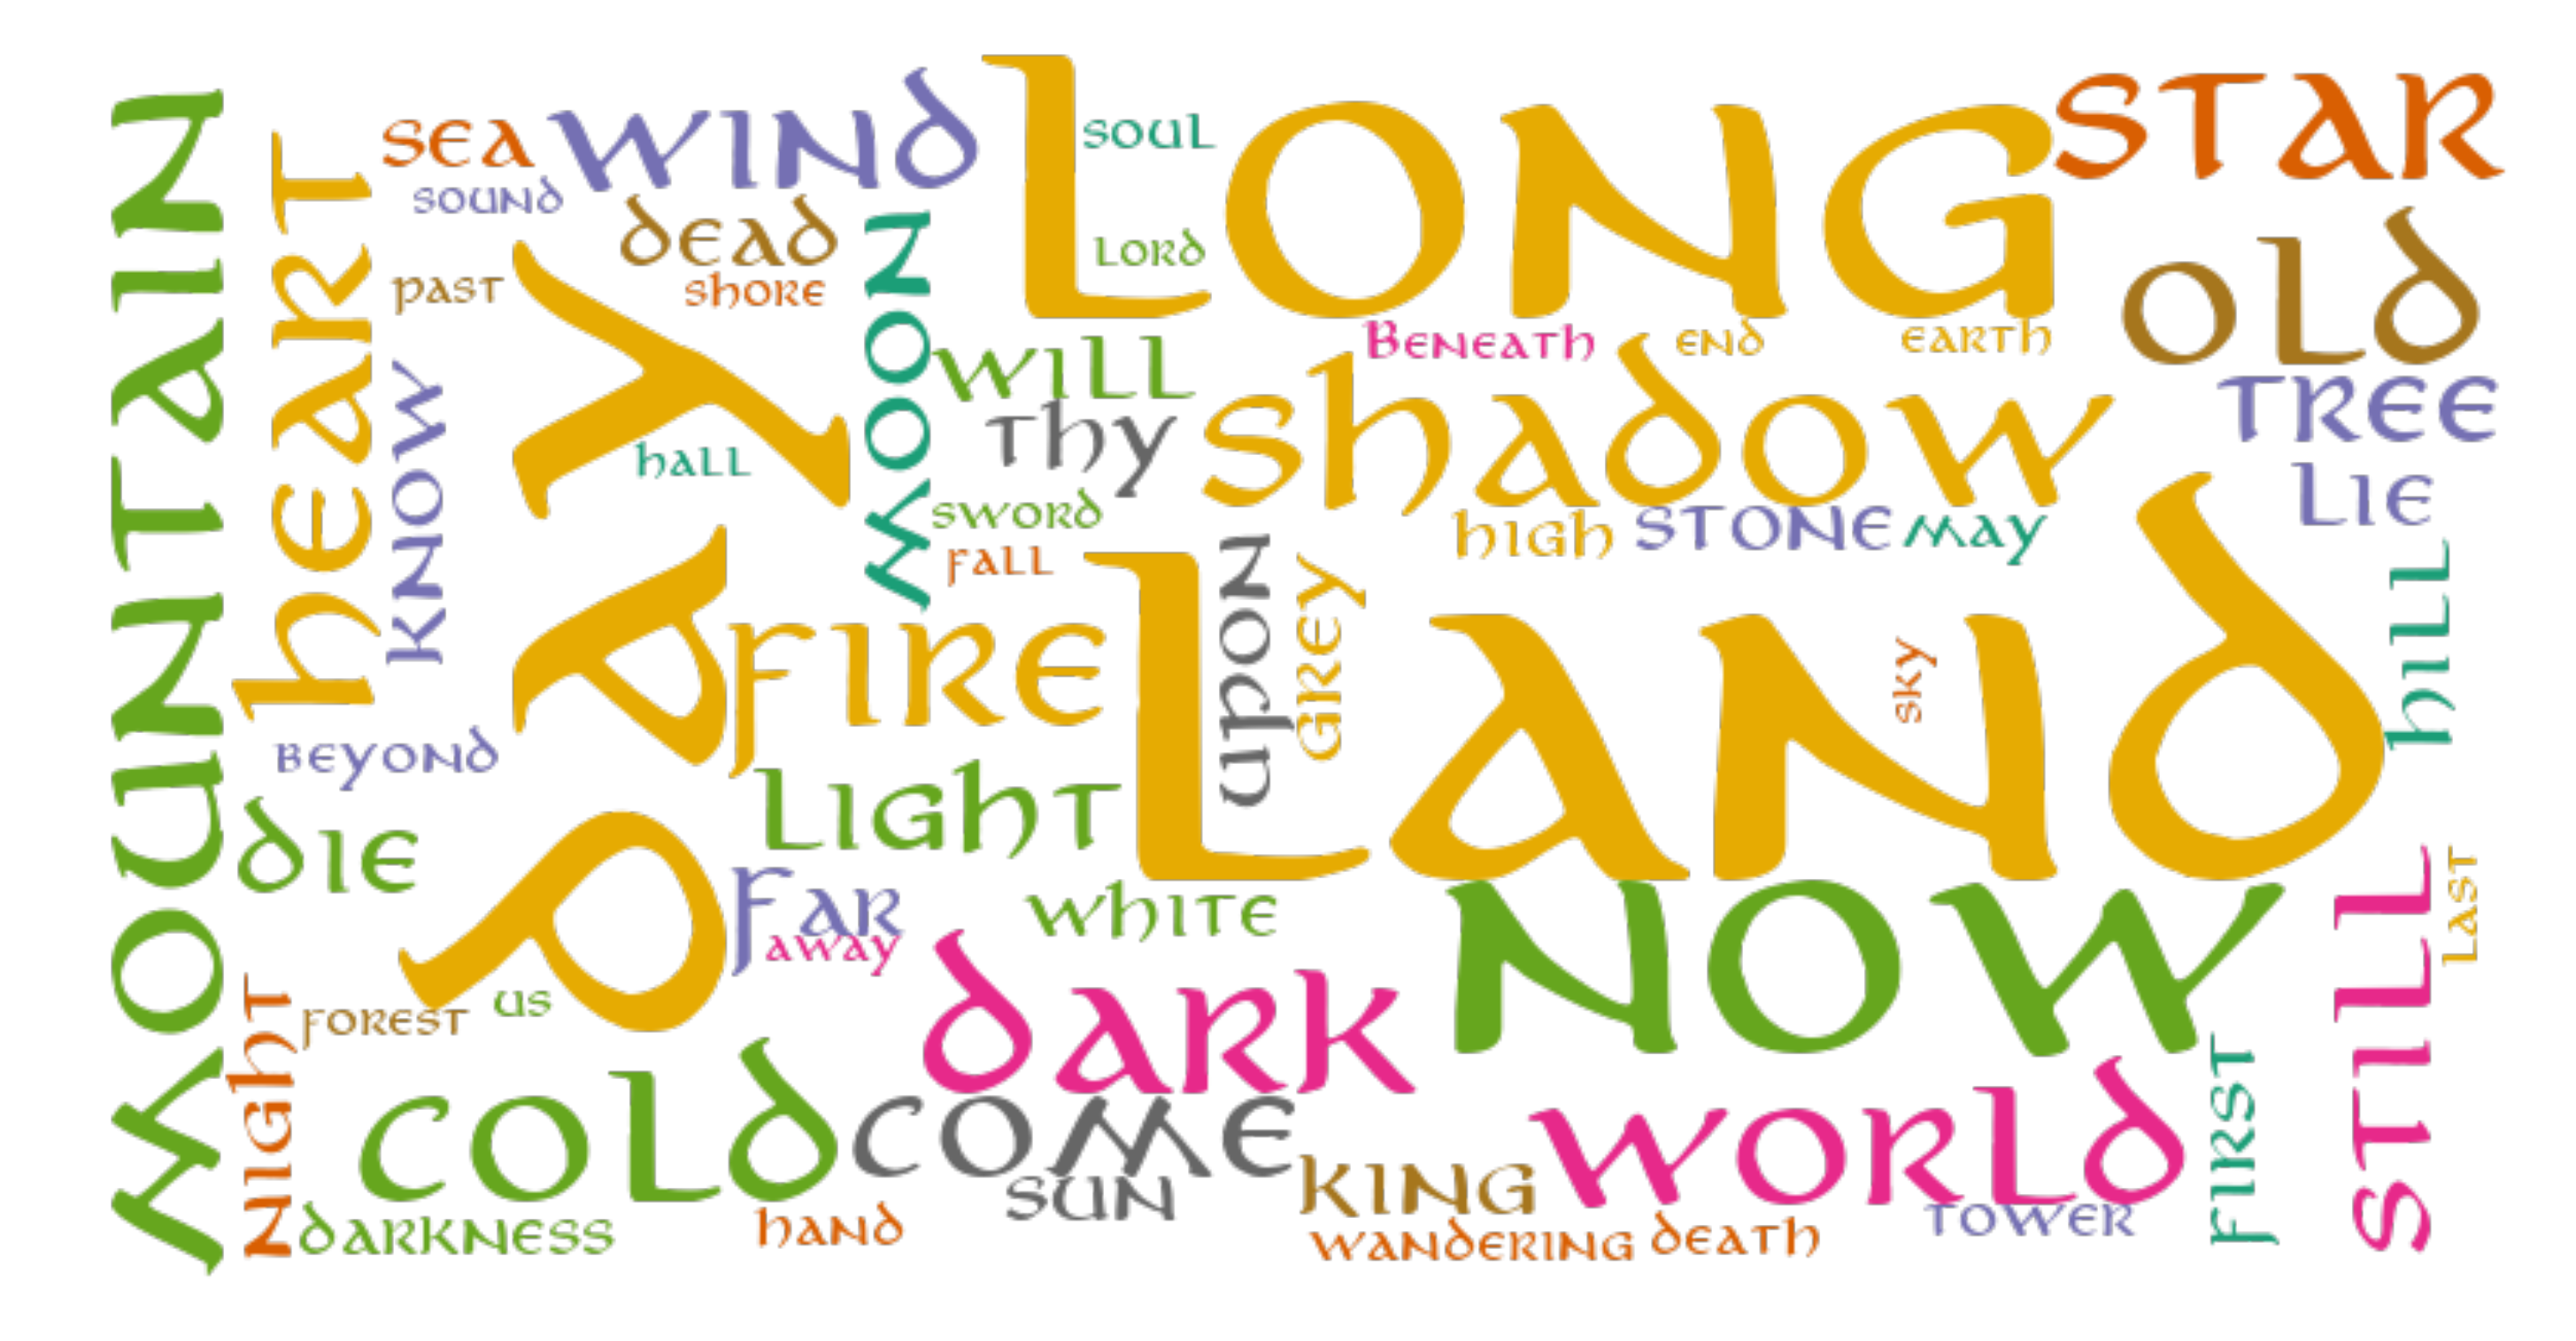 MOUNTAIN
heart
sea
wind
Long
soul
star
sound
dead
moon
Lord
old
past
shore
Beneath
end
earth
know
day
will
shadow
tree
hall
thy
lie
sword
high
stone
may
fall
upon
grey
Land
hill
fire
sky
beyond
light
die
far
away
white
now
still
last
night
forest
us
dark
cold
come
world
first
sun
king
darkness
hand
wandering
death
tower